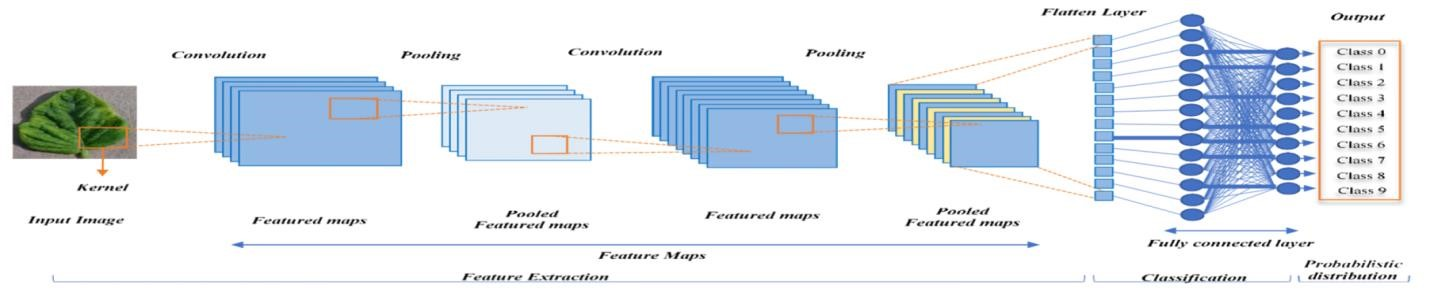 Flatten Layer
Output
Convolution
Pooling
Convolution
Pooling
Class 0
Class 1
Class 2
Class 3
Class 4
Class 5
Class 6
Class 7
Class 8
Class 9
Kernel
Input Image
Featured maps
Pooled
Featured maps
Featured maps
Pooled
Featured maps
Fully connected layer
Feature Maps
Feature Extraction
Classification
Probabilistic
distribution